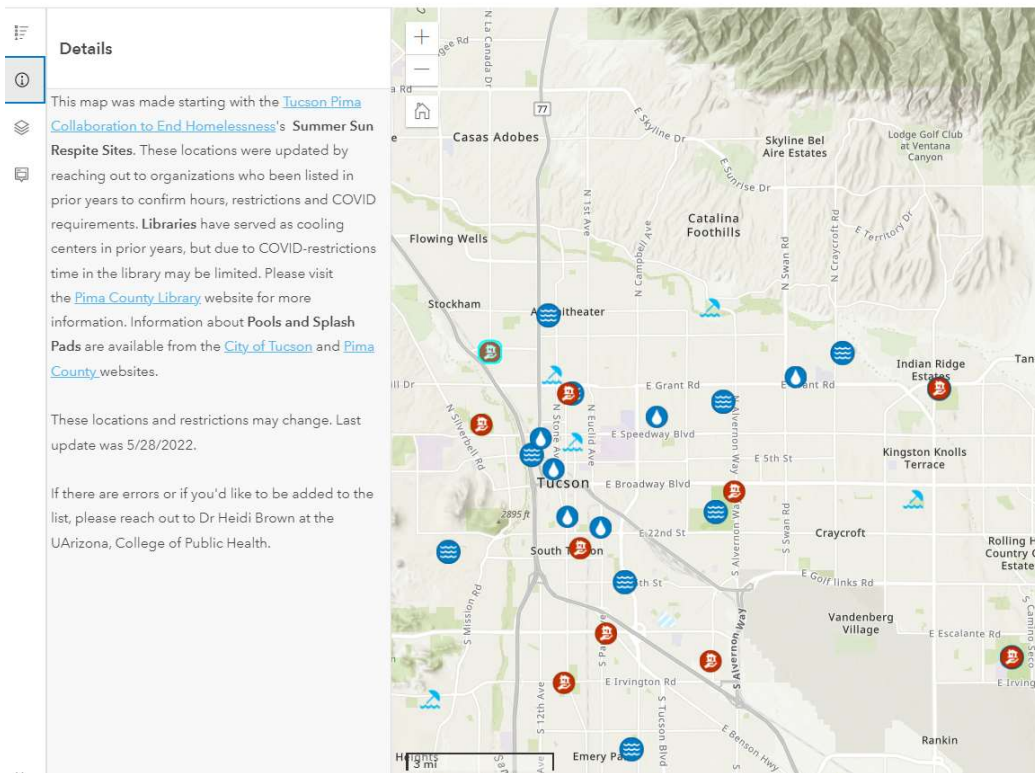 Details
This map was made starting with the Tucson Pima
Collaboration to End Homelessness's Summer Sun
Respite Sites. These locations were updated by
reaching out to organizations who been listed in
prior years to confirm hours, restrictions and COVID
requirements. Libraries have served as cooling
centers in prior years, but due to COVID-restrictions
time in the library may be limited. Please visit
the Pima County Library website for more
information. Information about Pools and Splash
Pads are available from the City of Tucson and Pima
County websites.
These locations and restrictions may change. Last
update was 5/28/2022.
If there are errors or if you'd like to be added to the
list, please reach out to Dr Heidi Brown at the
UArizona, College of Public Health.
N La Canada Dr
Rd
77
Casas Adobes
E Skyline Dr
Skyline Bel
Aire Estates
Lodge Golf Club
at Ventana
Canyon
E Sunrise Dr
N 1st Ave
N Campbell Ave
Catalina
Foothills
N Swan Rd
N Craycroft Rd
E Territory Dr
Flowing Wells
Stockham
E Grant Rd
Indian Ridge
Estates
N Silverbell Rd
N Stone Ave
N Euclid Ave
N Alvernon Way
E Speedway Blvd
E 5th St
Kingston Knolls
Terrace
Tucson
E Broadway Blvd
2895 ft
E 22nd St
S Alvernon Way
S Swan Rd
Craycroft
South
E Golf links Rd
Country
S Mission Rd
Vandenberg
Village
E Escalante Rd
S Camino Seco
S Alvernon Way
E Irvington Rd
S 12th Ave
S Tucson Blvd
E Benson Hwy
Rankin
Emery
3 mi